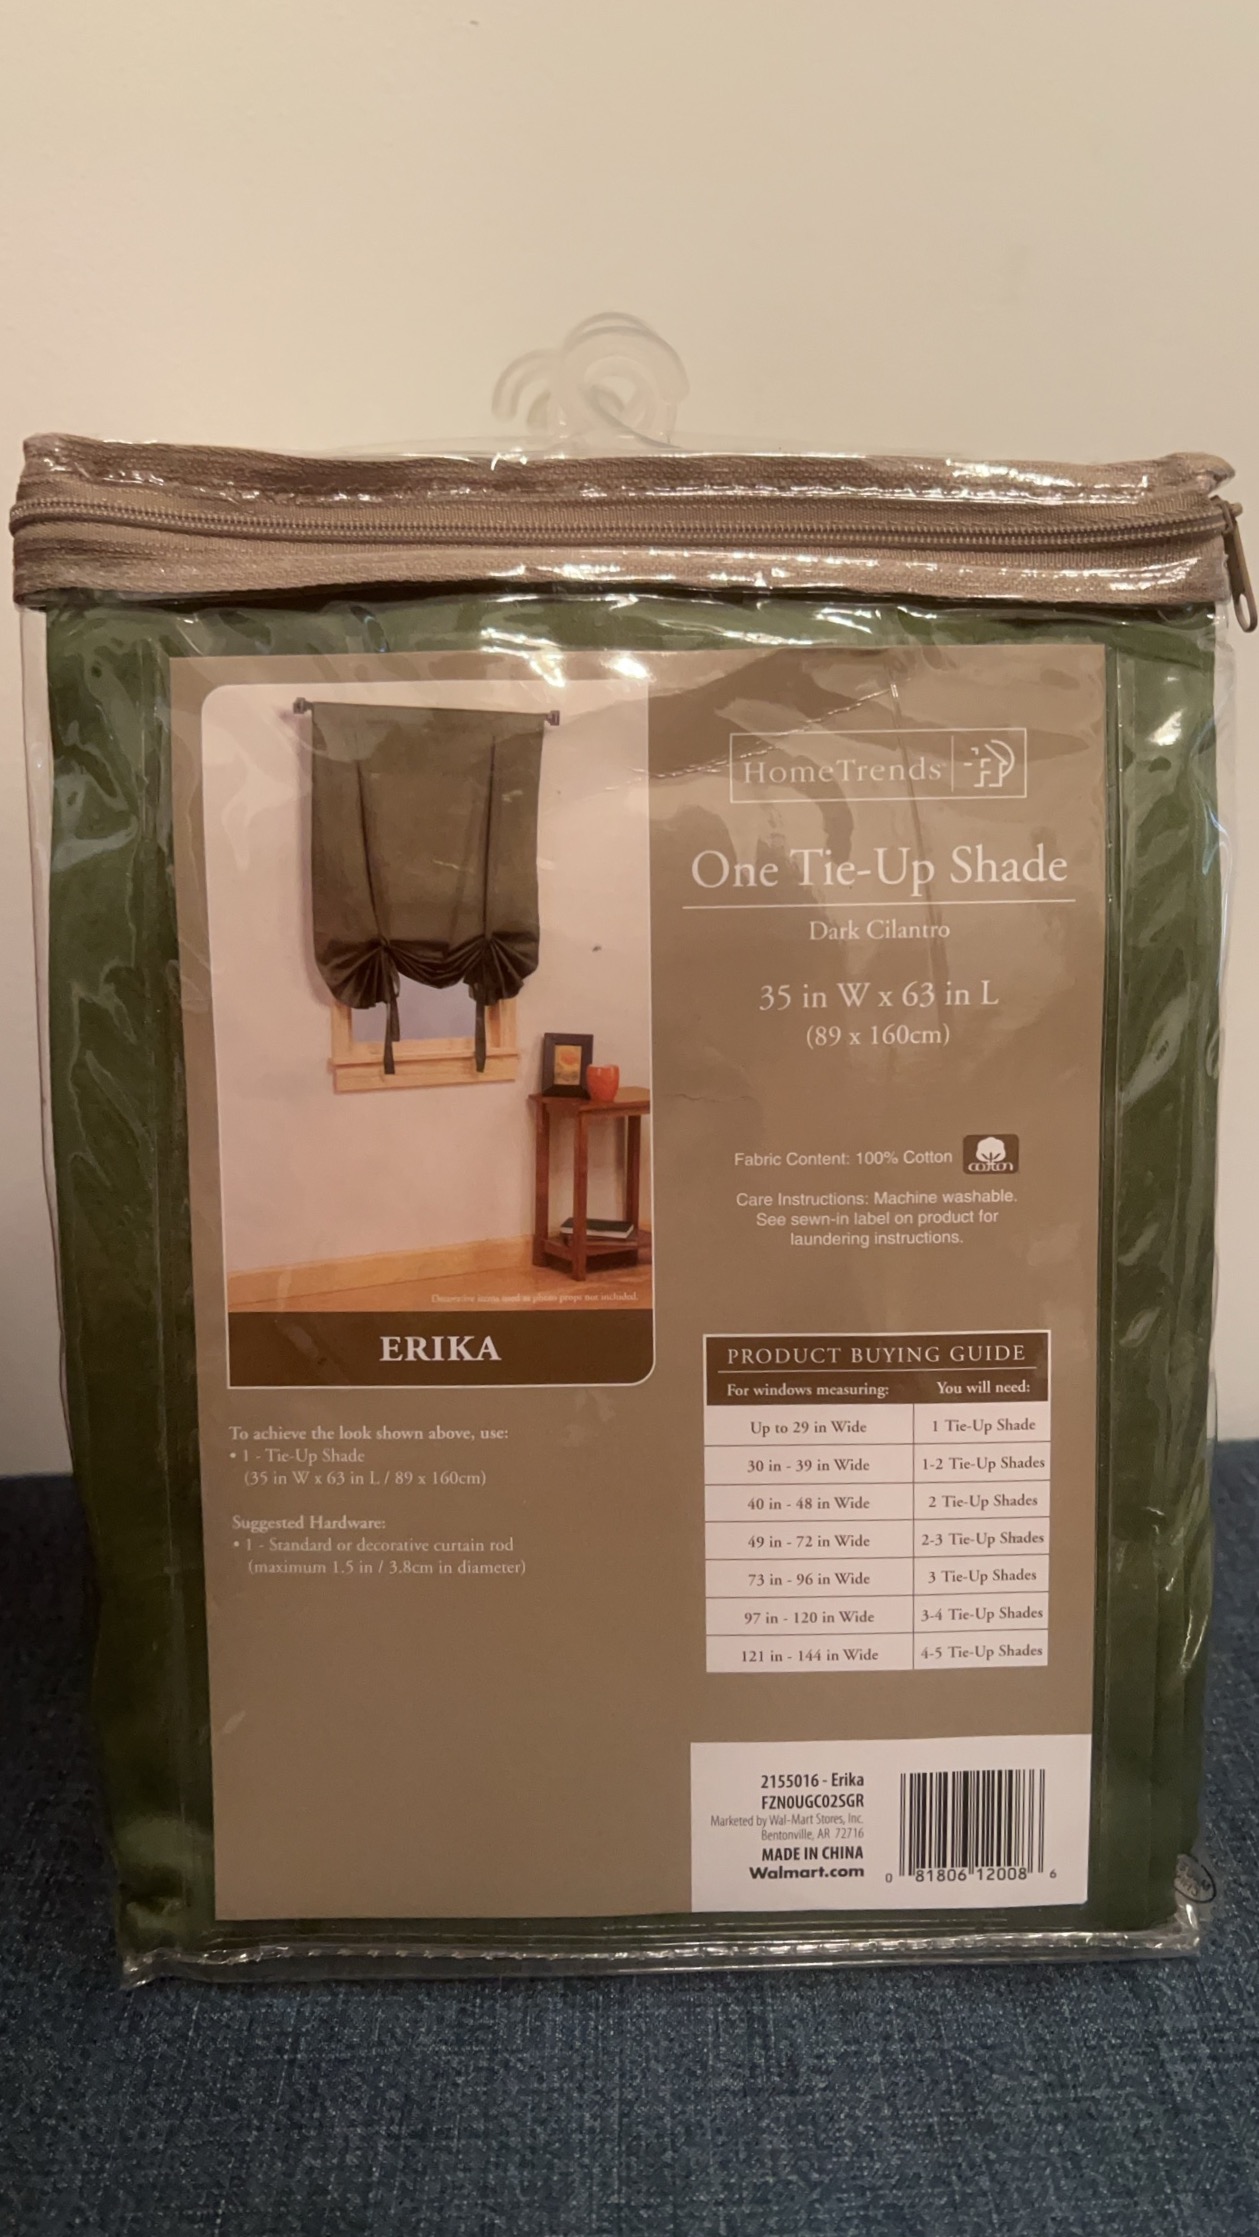 HomeTrends
One Tie-Up Shade
Dark Cilantro
35 in W x 63 in L
(89 x 160cm)
Fabric Content: 100% Cotton
cotton
Care Instructions: Machine washable.
See sewn-in label on product for
laundering instructions.
Decorative items used as photo props not included.
ERIKA
To achieve the look shown above, use:
• 1 - Tie-Up Shade
(35 in W x 63 in L / 89 x 160cm)
Suggested Hardware:
• 1 - Standard or decorative curtain rod
(maximum 1.5 in / 3.8cm in diameter)
PRODUCT BUYING GUIDE
For windows measuring: You will need:
Up to 29 in Wide 1 Tie-Up Shade
30 in - 39 in Wide 1-2 Tie-Up Shades
40 in - 48 in Wide 2 Tie-Up Shades
49 in - 72 in Wide 2-3 Tie-Up Shades
73 in - 96 in Wide 3 Tie-Up Shades
97 in - 120 in Wide 3-4 Tie-Up Shades
121 in - 144 in Wide 4-5 Tie-Up Shades
2155016 - Erika
FZN0UGC02SGR
Marketed by Wal-Mart Stores, Inc.
Bentonville, AR 72716
MADE IN CHINA
Walmart.com
0 81806 12008 6